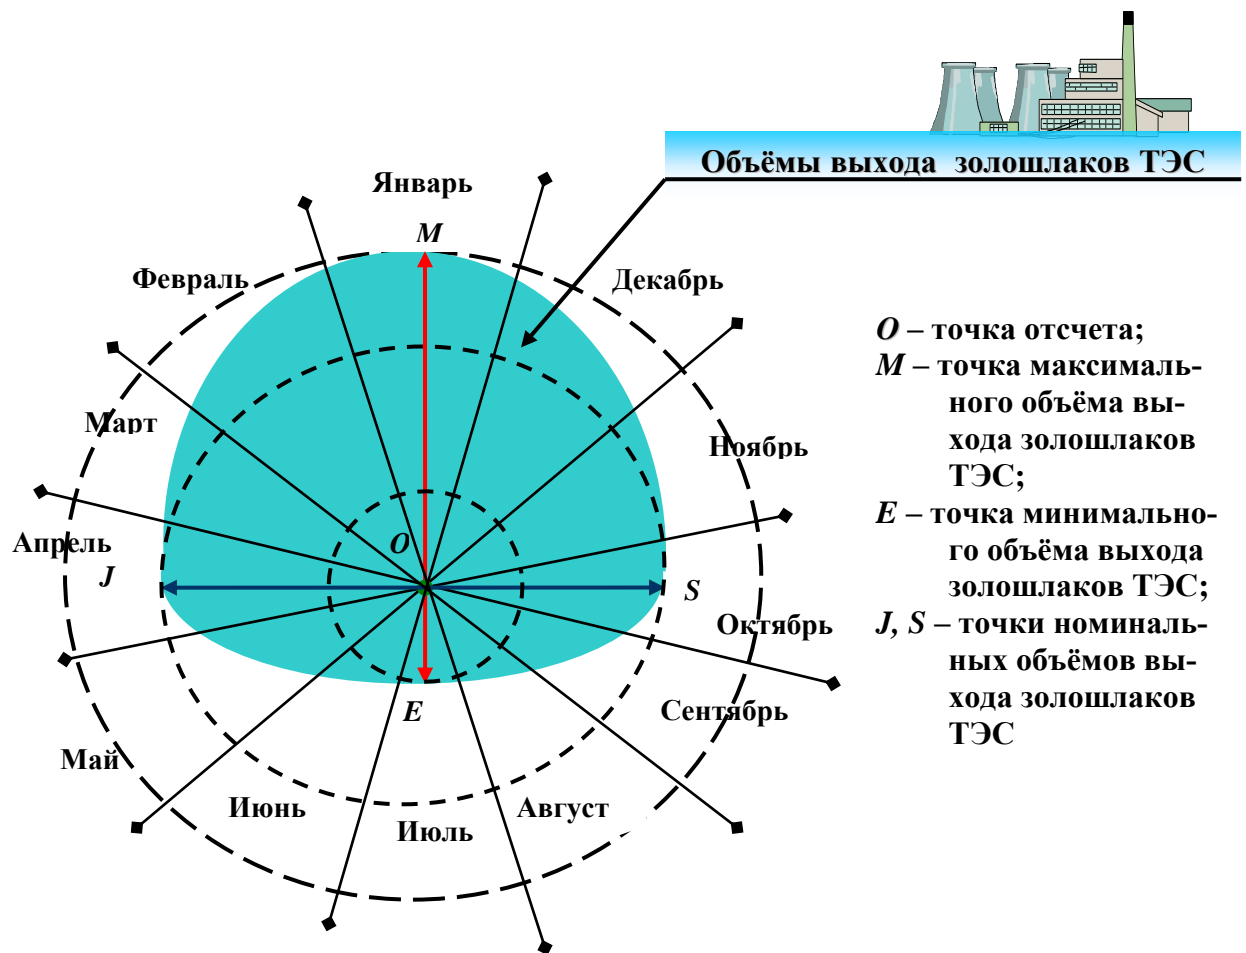 Объёмы выхода золошлаков ТЭС
Январь
M
Февраль
Декабрь
O – точка отсчета;
M – точка максималь-
ного объёма вы-
хода золошлаков
ТЭС;
E – точка минимально-
го объёма выхода
золошлаков ТЭС;
J, S – точки номиналь-
ных объёмов вы-
хода золошлаков
ТЭС
Март
Ноябрь
Апрель
O
J
S
Октябрь
E
Сентябрь
Май
Июнь
Июль
Август